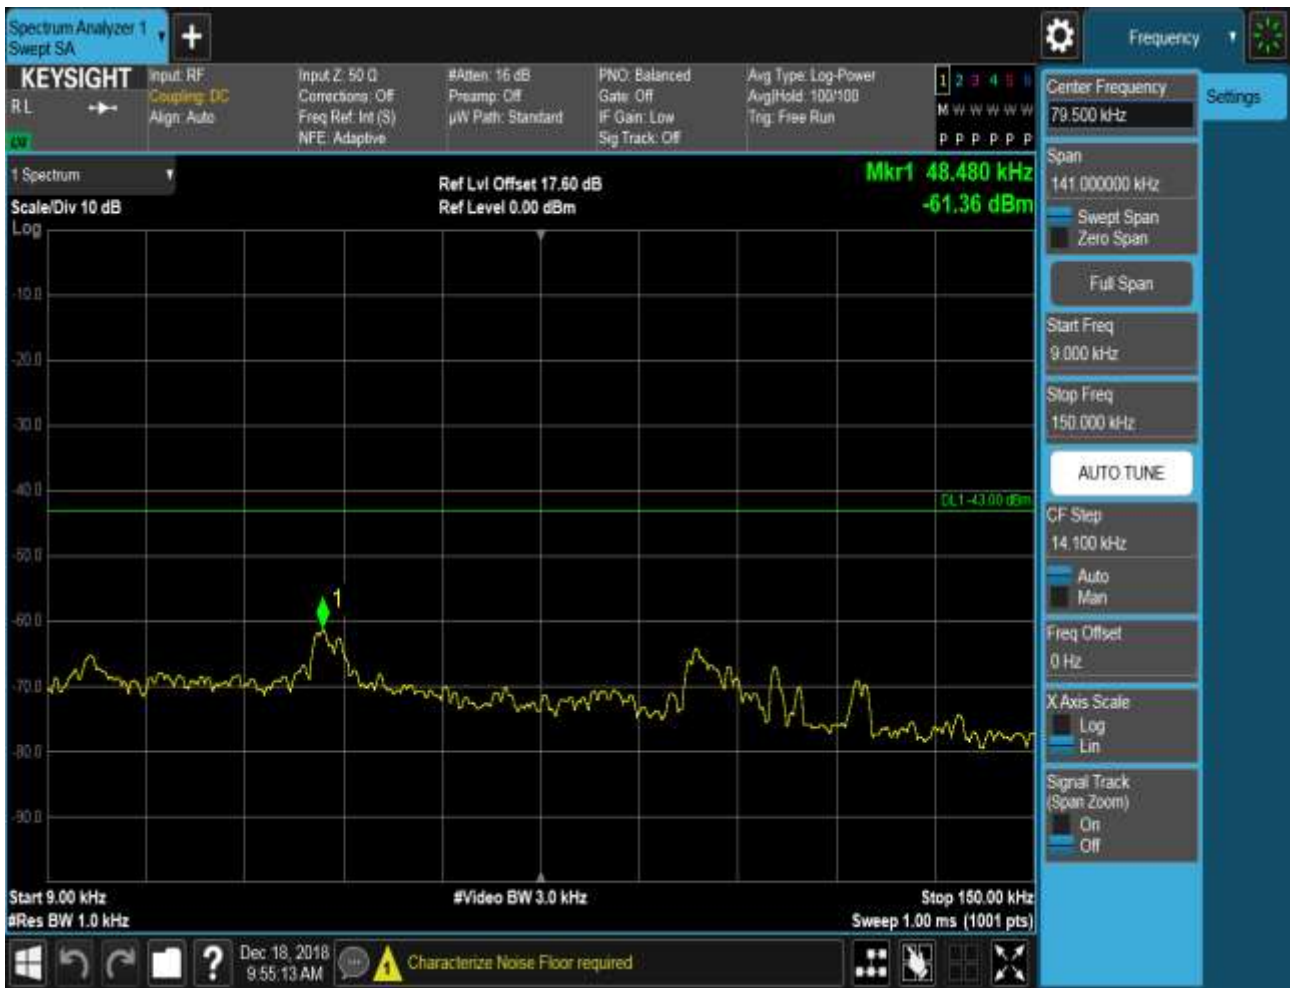 Spectrum Analyzer 1
Swept SA
Frequency
KEYSIGHT
R L
Input: RF
Coupling: DC
Align: Auto
Input Z: 50 Ω
Corrections: Off
Freq Ref: Int (S)
NFE: Adaptive
#Atten: 16 dB
Preamp: Off
µW Path: Standard
PNO: Balanced
Gate: Off
IF Gain: Low
Sig Track: Off
Avg Type: Log-Power
Avg|Hold: 100/100
Trig: Free Run
1 2 3 4 5 6
M W W W W W
P P P P P P
Center Frequency
79.500 kHz
Settings
Span
141.000000 kHz
Swept Span
Zero Span
Full Span
Start Freq
9.000 kHz
Stop Freq
150.000 kHz
AUTO TUNE
CF Step
14.100 kHz
Auto
Man
Freq Offset
0 Hz
X Axis Scale
Log
Lin
Signal Track
(Span Zoom)
On
Off
1 Spectrum
Scale/Div 10 dB
Log
Ref Lvl Offset 17.60 dB
Ref Level 0.00 dBm
Mkr1 48.480 kHz
-61.36 dBm
-10.0
-20.0
-30.0
-40.0
DL1 -43.00 dBm
-50.0
1
-60.0
-70.0
-80.0
-90.0
Start 9.00 kHz
#Video BW 3.0 kHz
Stop 150.00 kHz
#Res BW 1.0 kHz
Sweep 1.00 ms (1001 pts)
?
Dec 18, 2018
9:55:13 AM
1
Characterize Noise Floor required